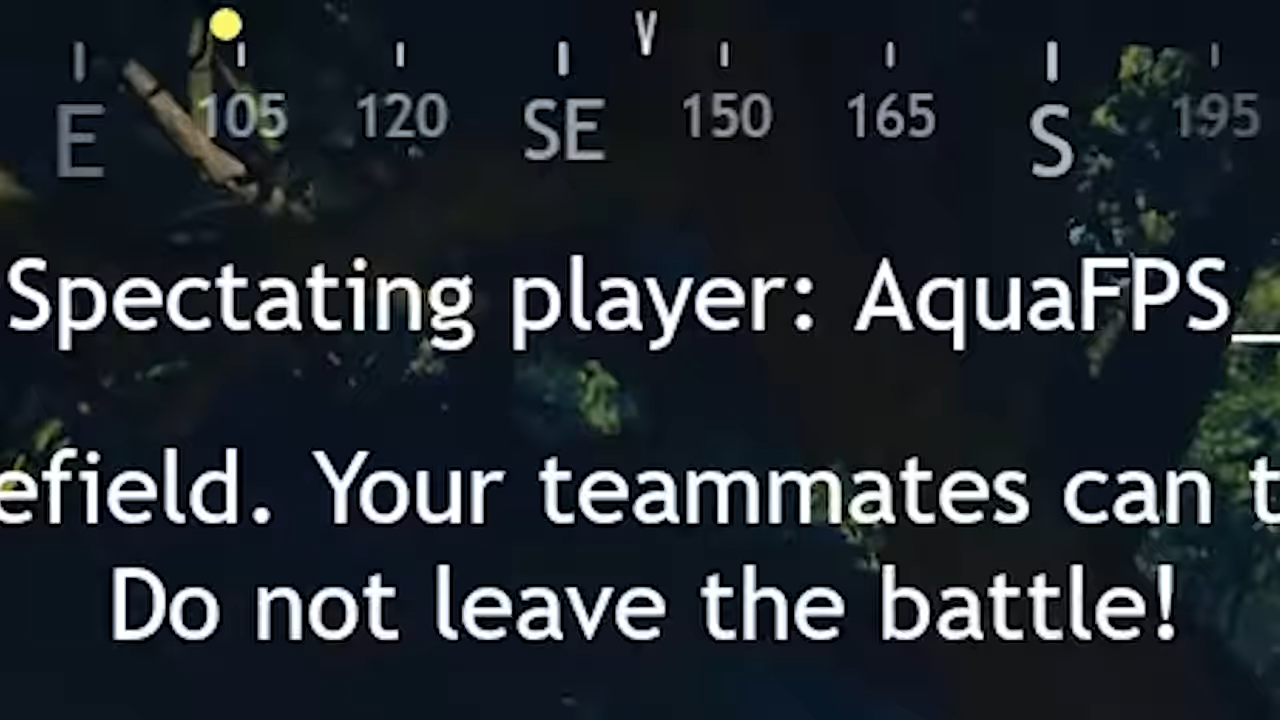 V
E 105 120 SE 150 165 S 195
Spectating player: AquaFPS_
efield. Your teammates can t
Do not leave the battle!